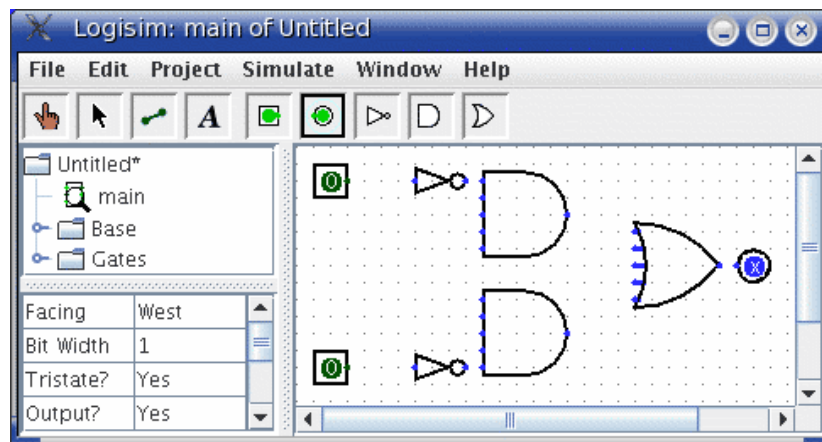 Logisim: main of Untitled
File Edit Project Simulate Window Help
A
Untitled*
main
Base
Gates
Facing West
Bit Width 1
Tristate? Yes
Output? Yes
0
0
x